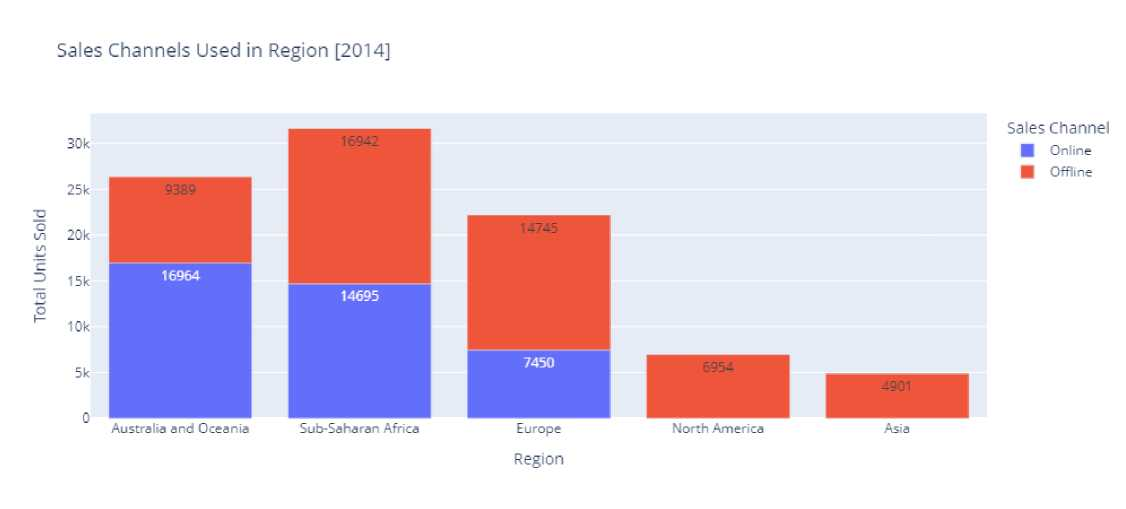 Sales Channels Used in Region [2014]
Sales Channel
Online
Offline
Total Units Sold
30k
25k
20k
15k
10k
5k
0
9389
16964
16942
14695
14745
7450
6954
4901
Australia and Oceania
Sub-Saharan Africa
Europe
North America
Asia
Region